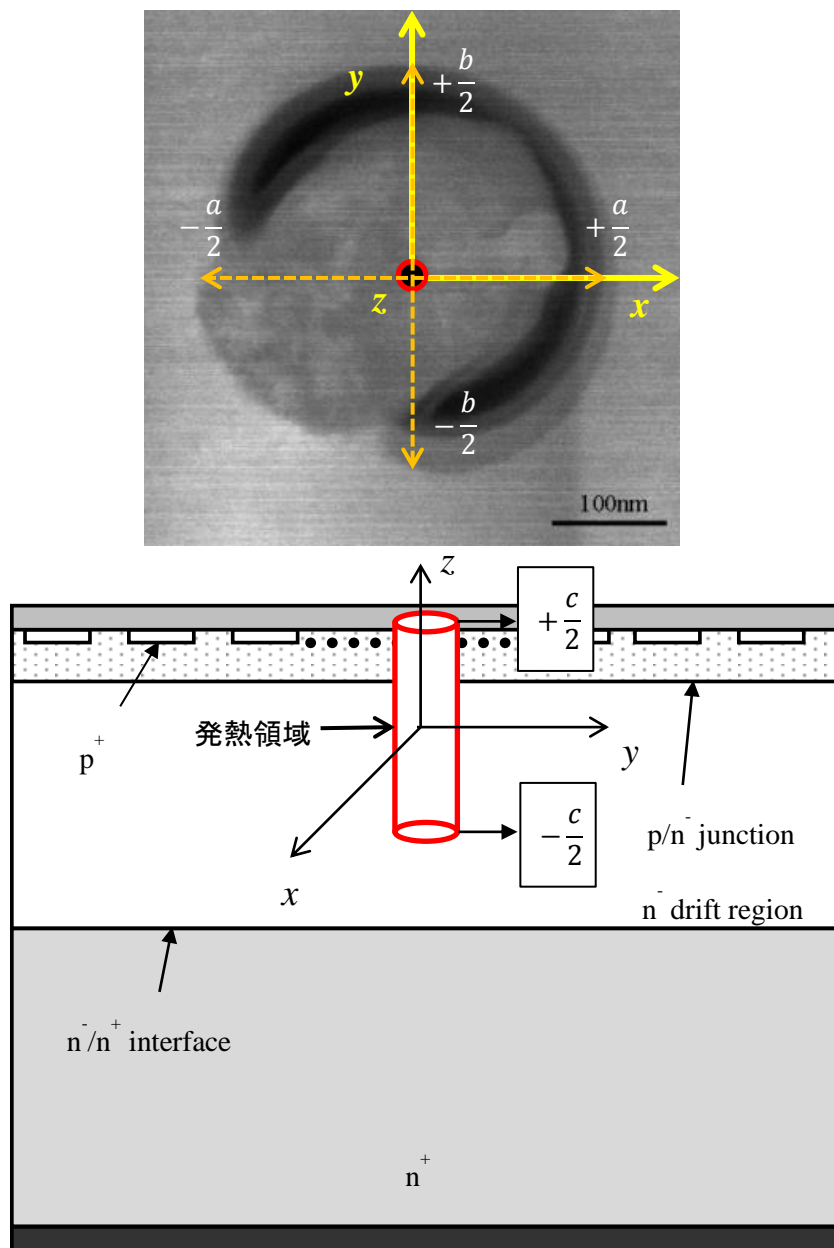 y
+b/2
-a/2
+a/2
z
x
-b/2
100nm
z
+c/2
発熱領域
p+
y
-c/2
p/n- junction
x
n- drift region
n-/n+ interface
n+